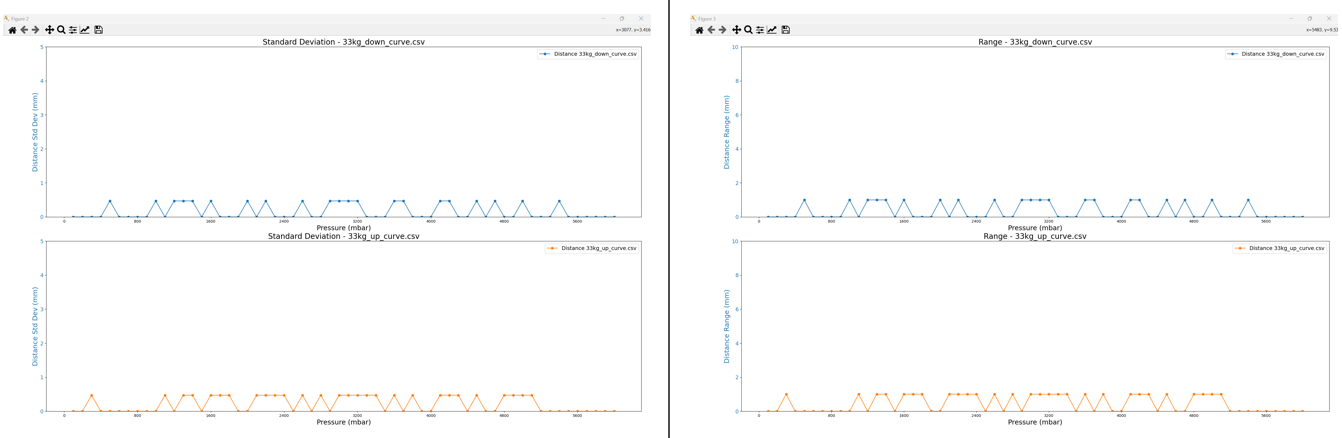 Figure 2
x=3077, y=3.416
Standard Deviation - 33kg_down_curve.csv
Distance 33kg_down_curve.csv
Distance Std Dev (mm)
5
4
3
2
1
0
0 800 1600 2400 3200 4000 4800 5600
Pressure (mbar)
Standard Deviation - 33kg_up_curve.csv
Distance 33kg_up_curve.csv
Distance Std Dev (mm)
5
4
3
2
1
0
0 800 1600 2400 3200 4000 4800 5600
Pressure (mbar)
Figure 3
Range - 33kg_down_curve.csv
Distance 33kg_down_curve.csv
Distance Range (mm)
10
8
6
4
2
0
0 800 1600 2400 3200 4000 4800 5600
Pressure (mbar)
Range - 33kg_up_curve.csv
Distance 33kg_up_curve.csv
Distance Range (mm)
10
8
6
4
2
0
0 800 1600 2400 3200 4000 4800 5600
Pressure (mbar)